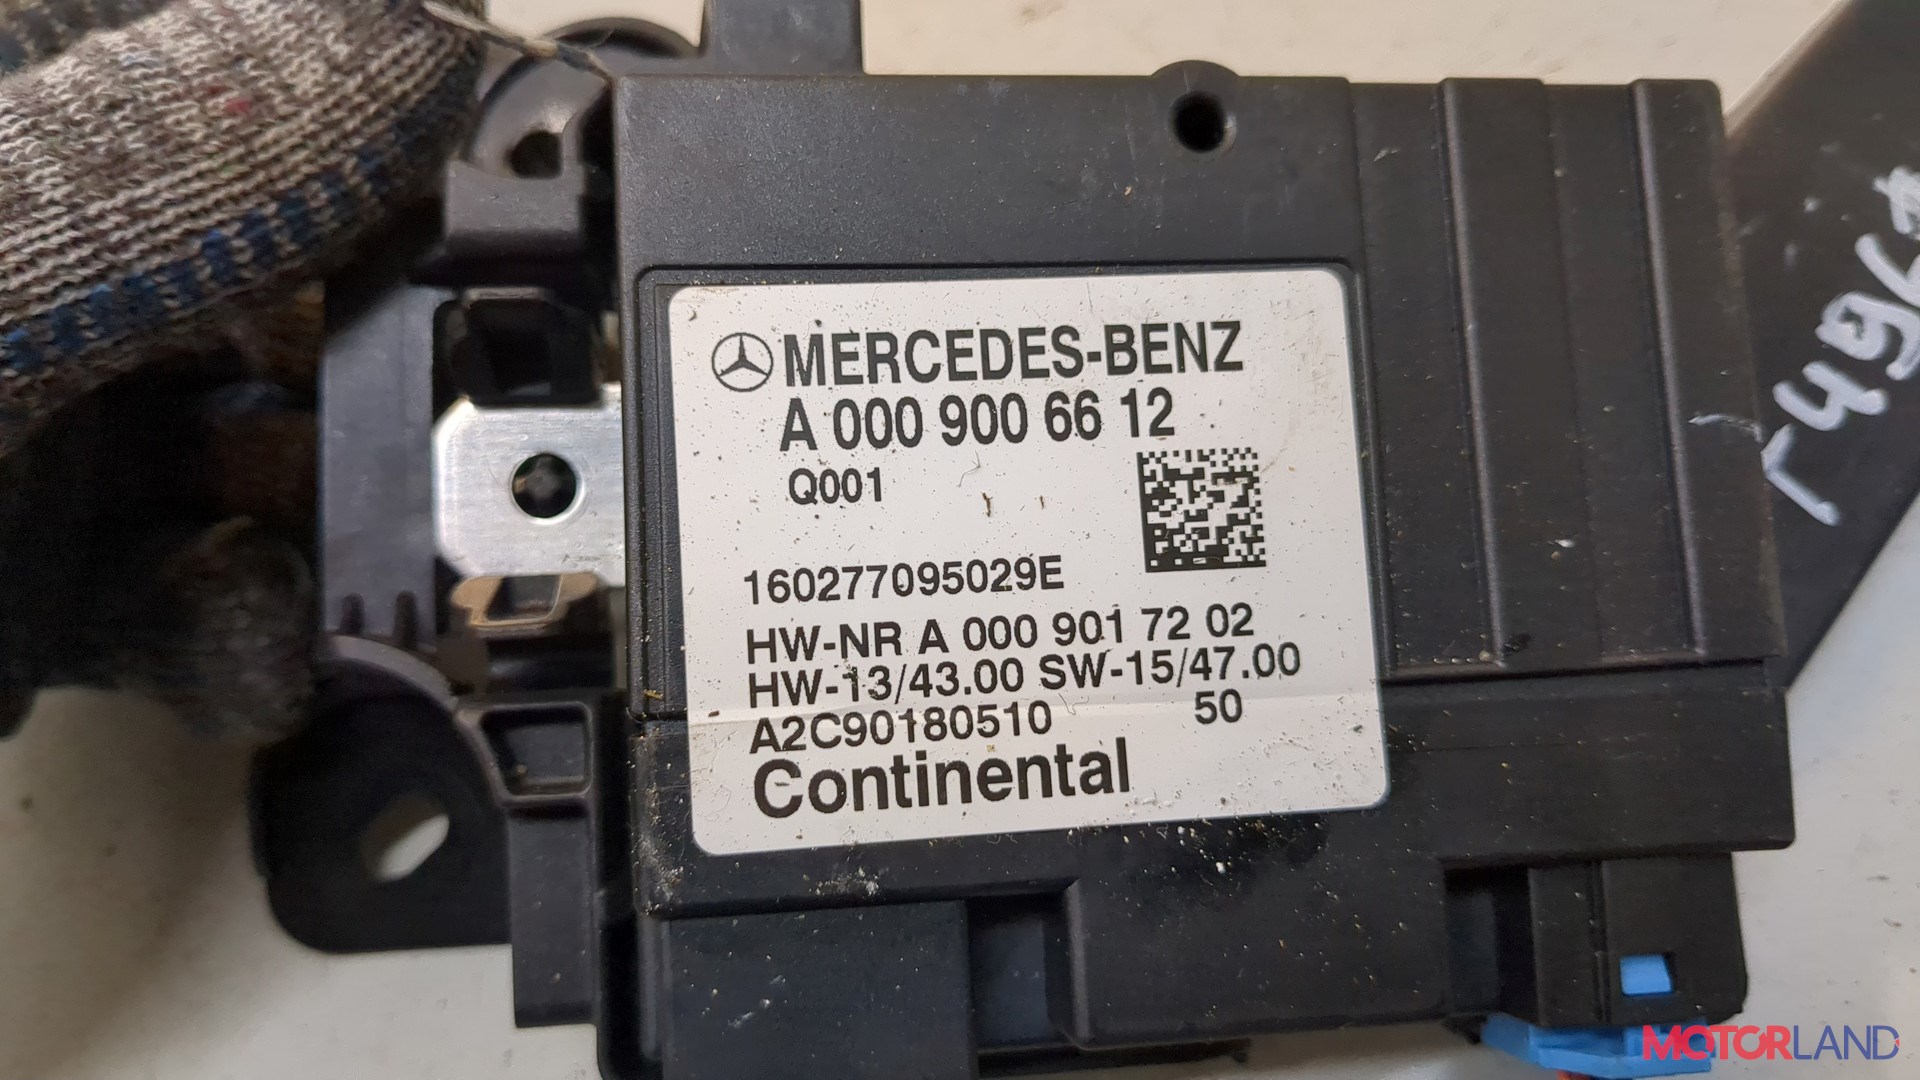 MERCEDES-BENZ
A 000 900 66 12
Q001
160277095029E
HW-NR A 000 901 72 02
HW-13/43.00 SW-15/47.00
A2C90180510 50
Continental
MOTORLAND